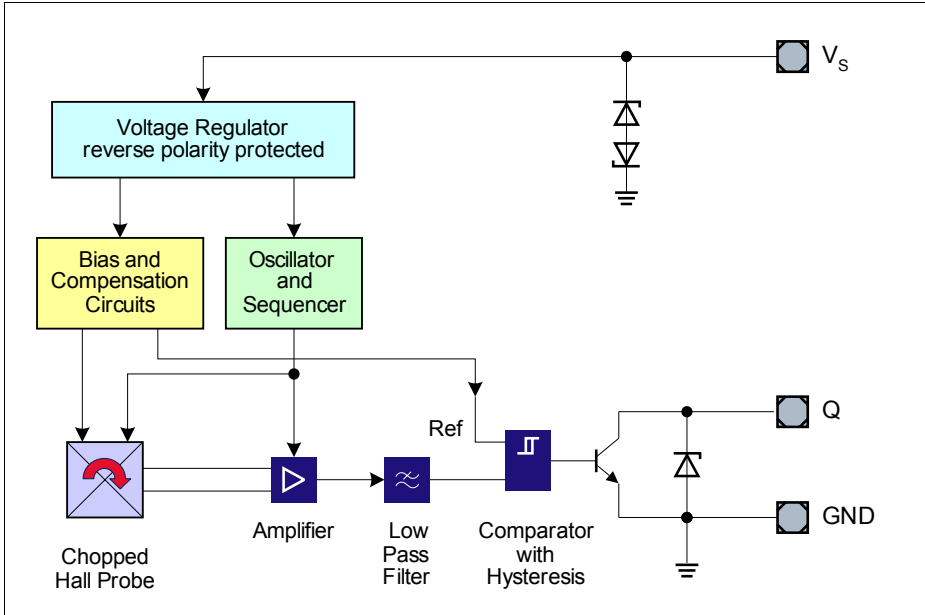 V_S
Voltage Regulator
reverse polarity protected
Bias and
Compensation
Circuits
Oscillator
and
Sequencer
Ref
Q
GND
Amplifier
Low
Pass
Filter
Comparator
with
Hysteresis
Chopped
Hall Probe